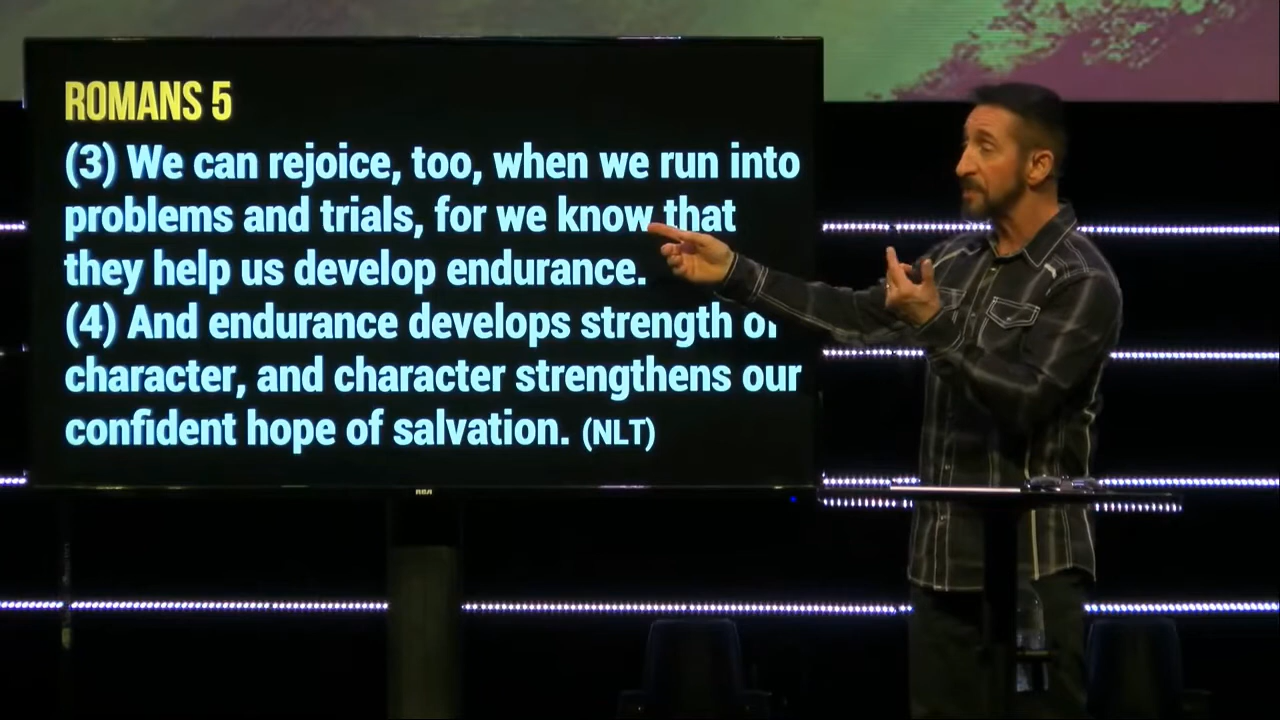 ROMANS 5
(3) We can rejoice, too, when we run into
problems and trials, for we know that
they help us develop endurance.
(4) And endurance develops strength of
character, and character strengthens our
confident hope of salvation. (NLT)
RCA